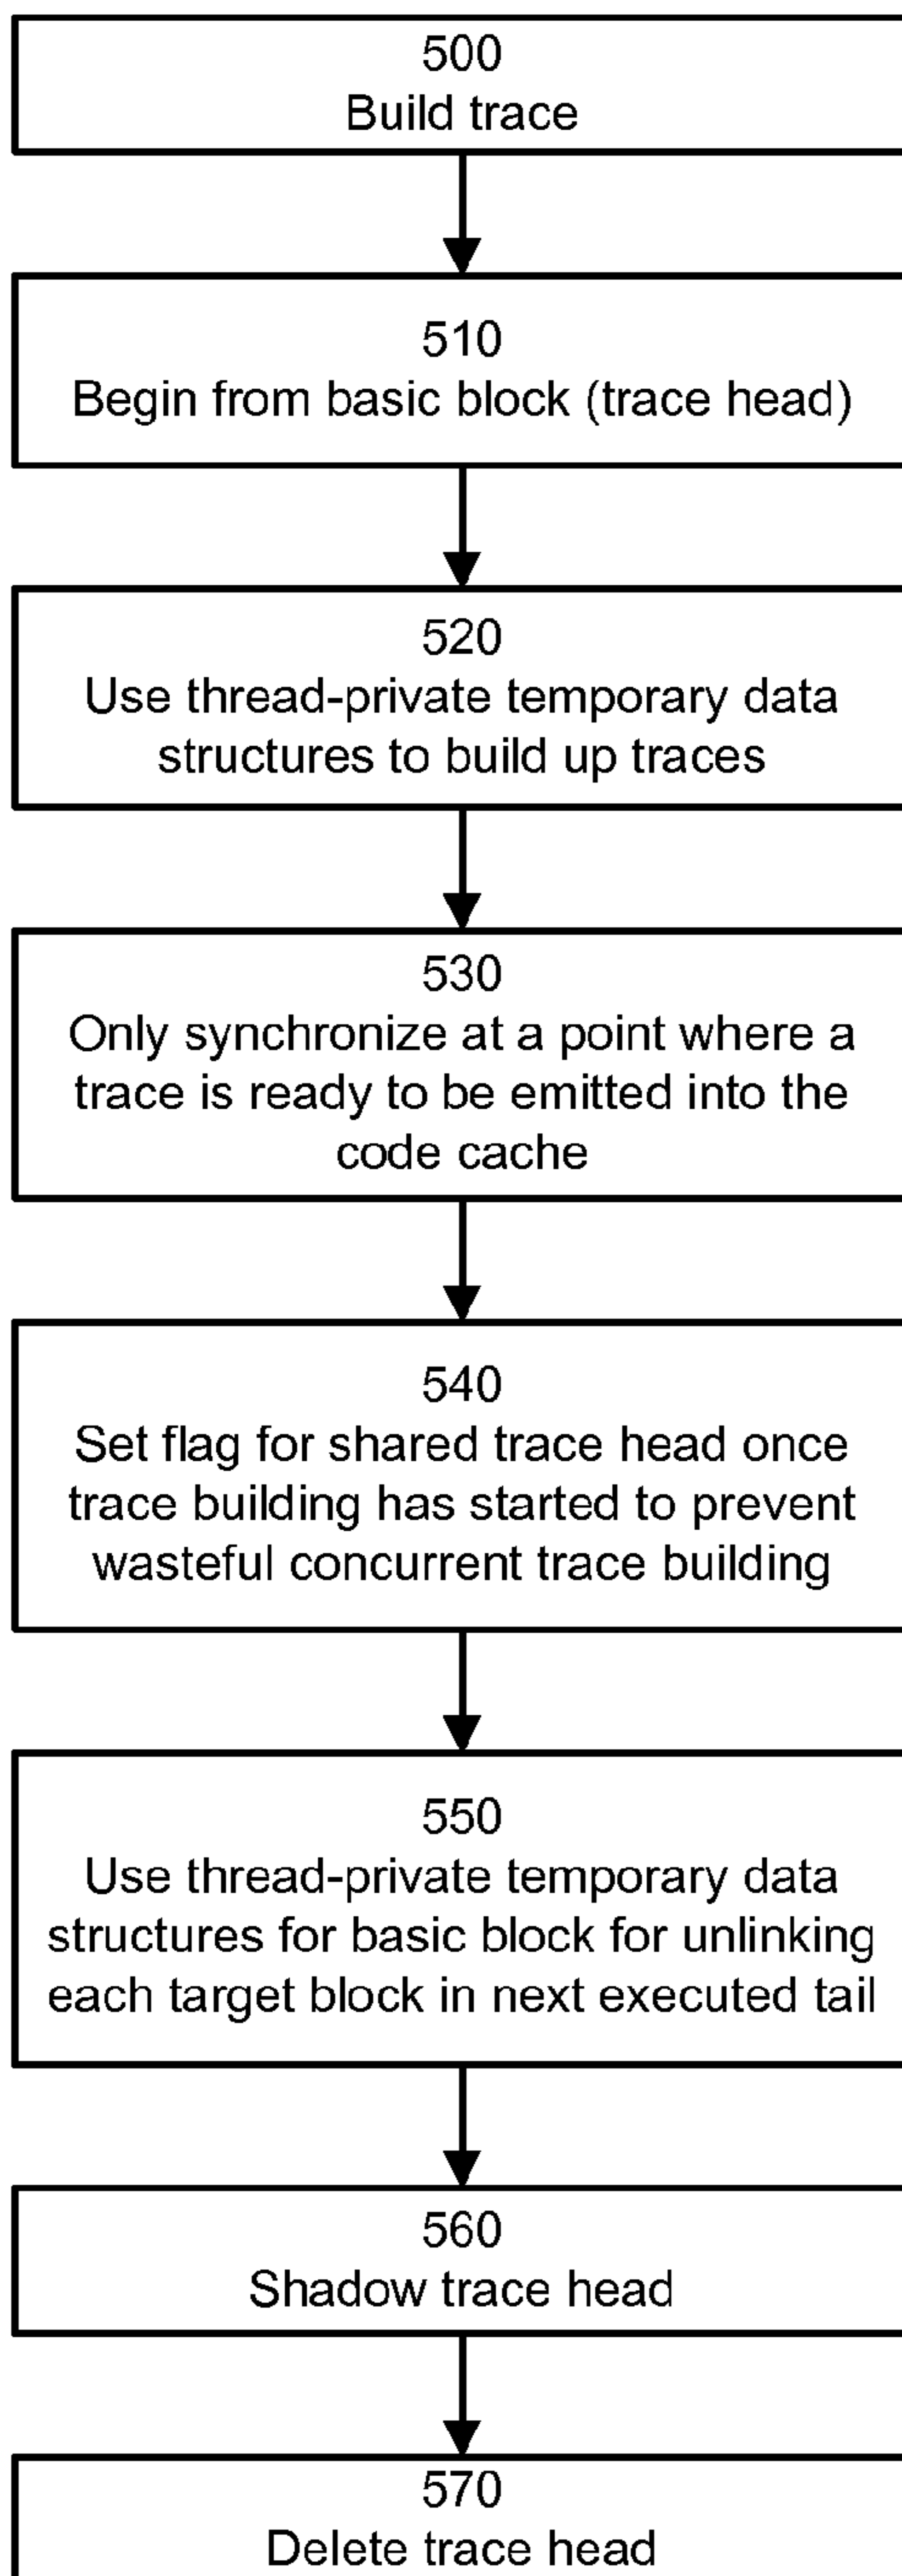 500
Build trace
510
Begin from basic block (trace head)
520
Use thread-private temporary data
structures to build up traces
530
Only synchronize at a point where a
trace is ready to be emitted into the
code cache
540
Set flag for shared trace head once
trace building has started to prevent
wasteful concurrent trace building
550
Use thread-private temporary data
structures for basic block for unlinking
each target block in next executed tail
560
Shadow trace head
570
Delete trace head